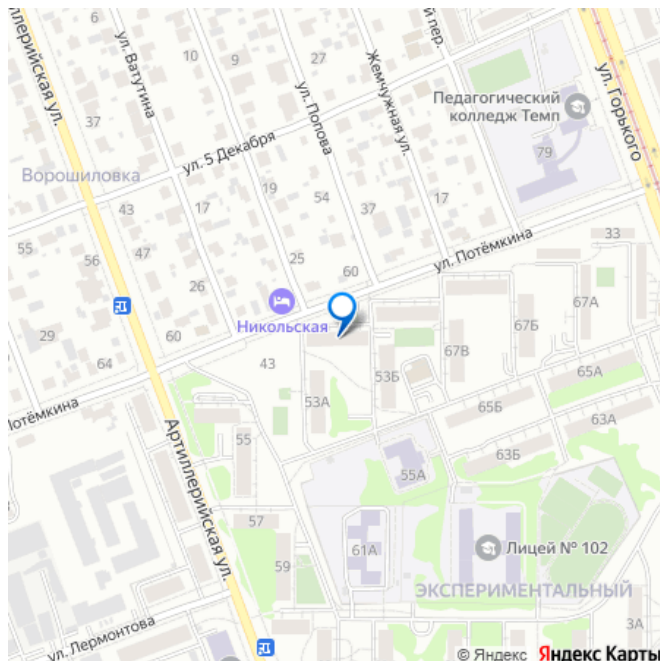 ллерийская ул.
ул. Ватутина
6
10
9
27
ул. Попова
Жемчужная ул.
й пер.
ул. Горького
Педагогический
колледж Темп
79
37
ул. 5 Декабря
Ворошиловка
43
17
19
54
37
17
55
56
47
25
60
ул. Потёмкина
33
26
Никольская
67А
29
60
64
43
67Б
67В
53Б
65А
Потёмкина
53А
65Б
63А
Артиллерийская ул.
55
55А
63Б
57
61А
Лицей № 102
59
ЭКСПЕРИМЕНТАЛЬНЫЙ
ул. Лермонтова
3А
© Яндекс Яндекс Карты